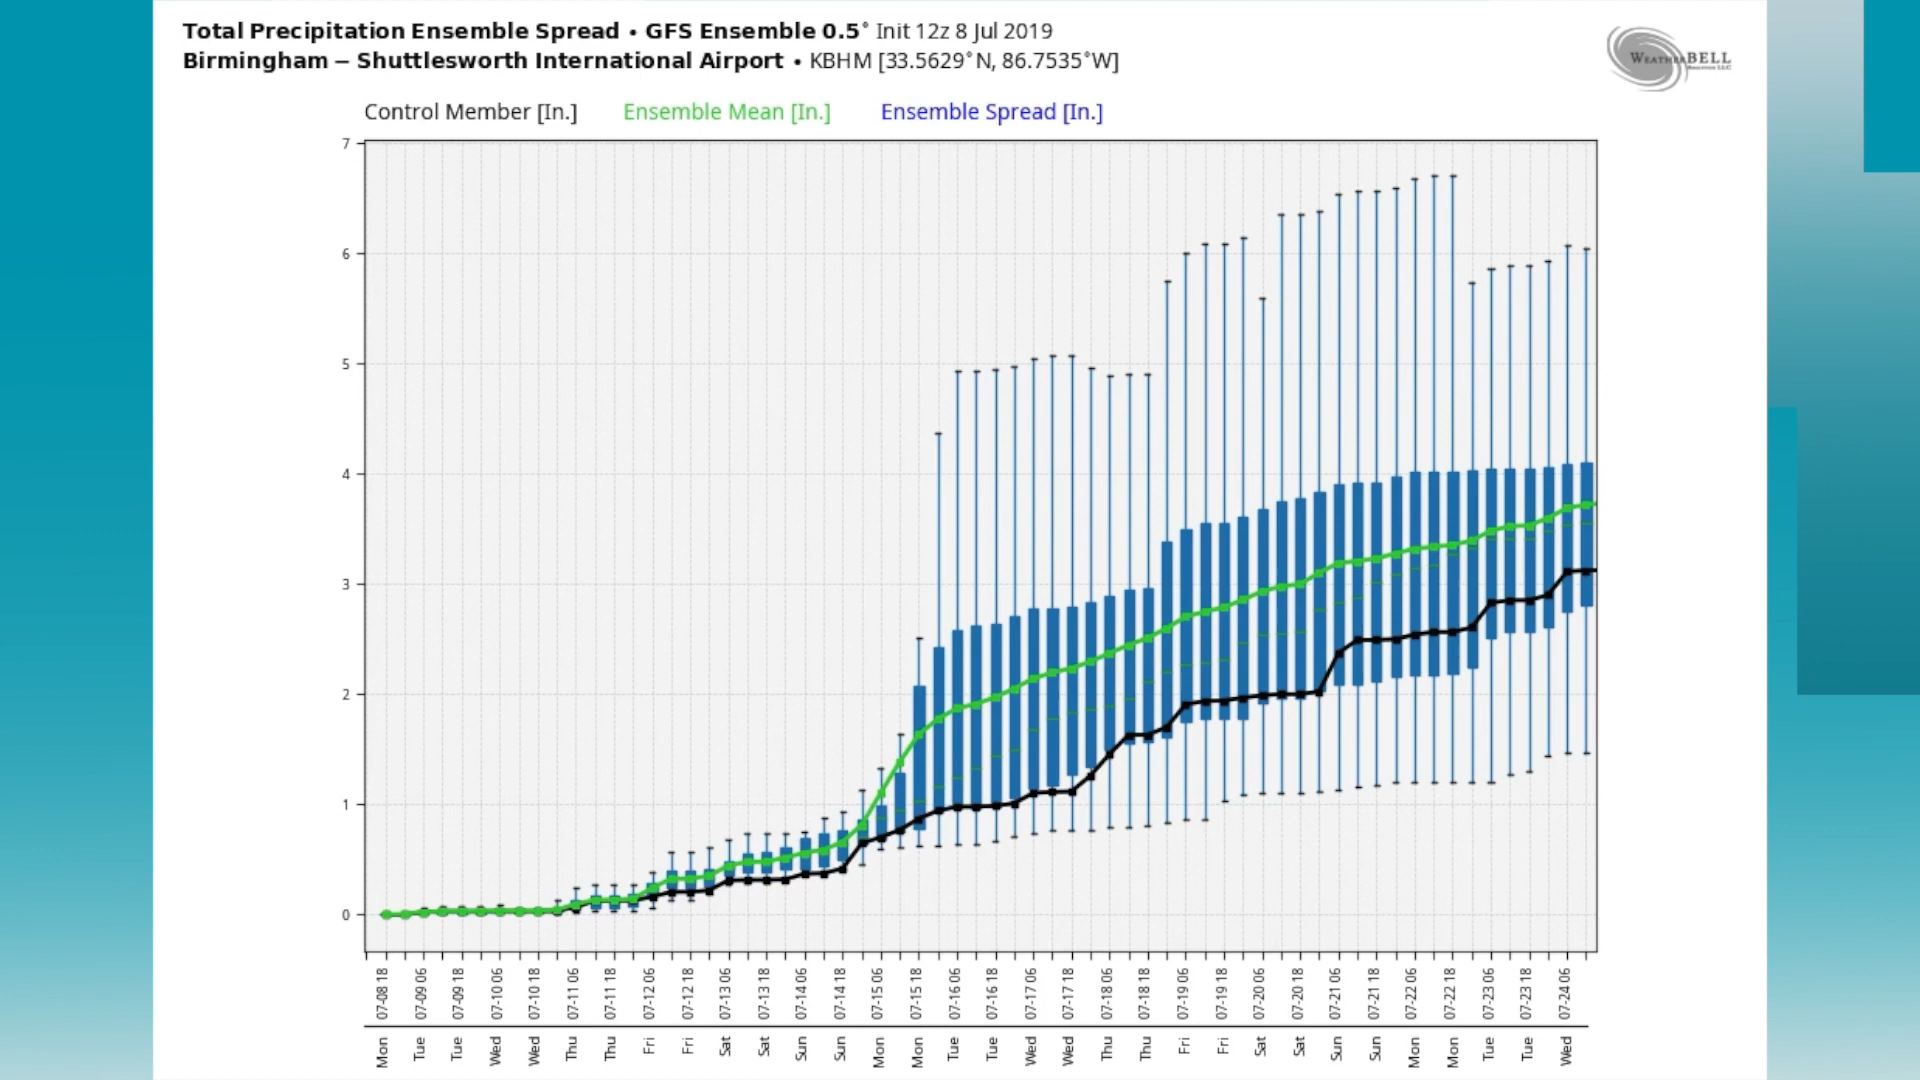 Total Precipitation Ensemble Spread • GFS Ensemble 0.5° Init 12z 8 Jul 2019
Birmingham – Shuttlesworth International Airport • KBHM [33.5629°N, 86.7535°W]
WEATHERBELL
Control Member [In.] Ensemble Mean [In.] Ensemble Spread [In.]
7
6
5
4
3
2
1
0
07-08 18 07-09 06 07-09 18 07-10 06 07-10 18 07-11 06 07-11 18 07-12 06 07-12 18 07-13 06 07-13 18 07-14 06 07-14 18 07-15 06 07-15 18 07-16 06 07-16 18 07-17 06 07-17 18 07-18 06 07-18 18 07-19 06 07-19 18 07-20 06 07-20 18 07-21 06 07-21 18 07-22 06 07-22 18 07-23 06 07-23 18 07-24 06
Mon Tue Tue Wed Wed Thu Thu Fri Fri Sat Sat Sun Sun Mon Mon Tue Tue Wed Wed Thu Thu Fri Fri Sat Sat Sun Sun Mon Mon Tue Tue Wed